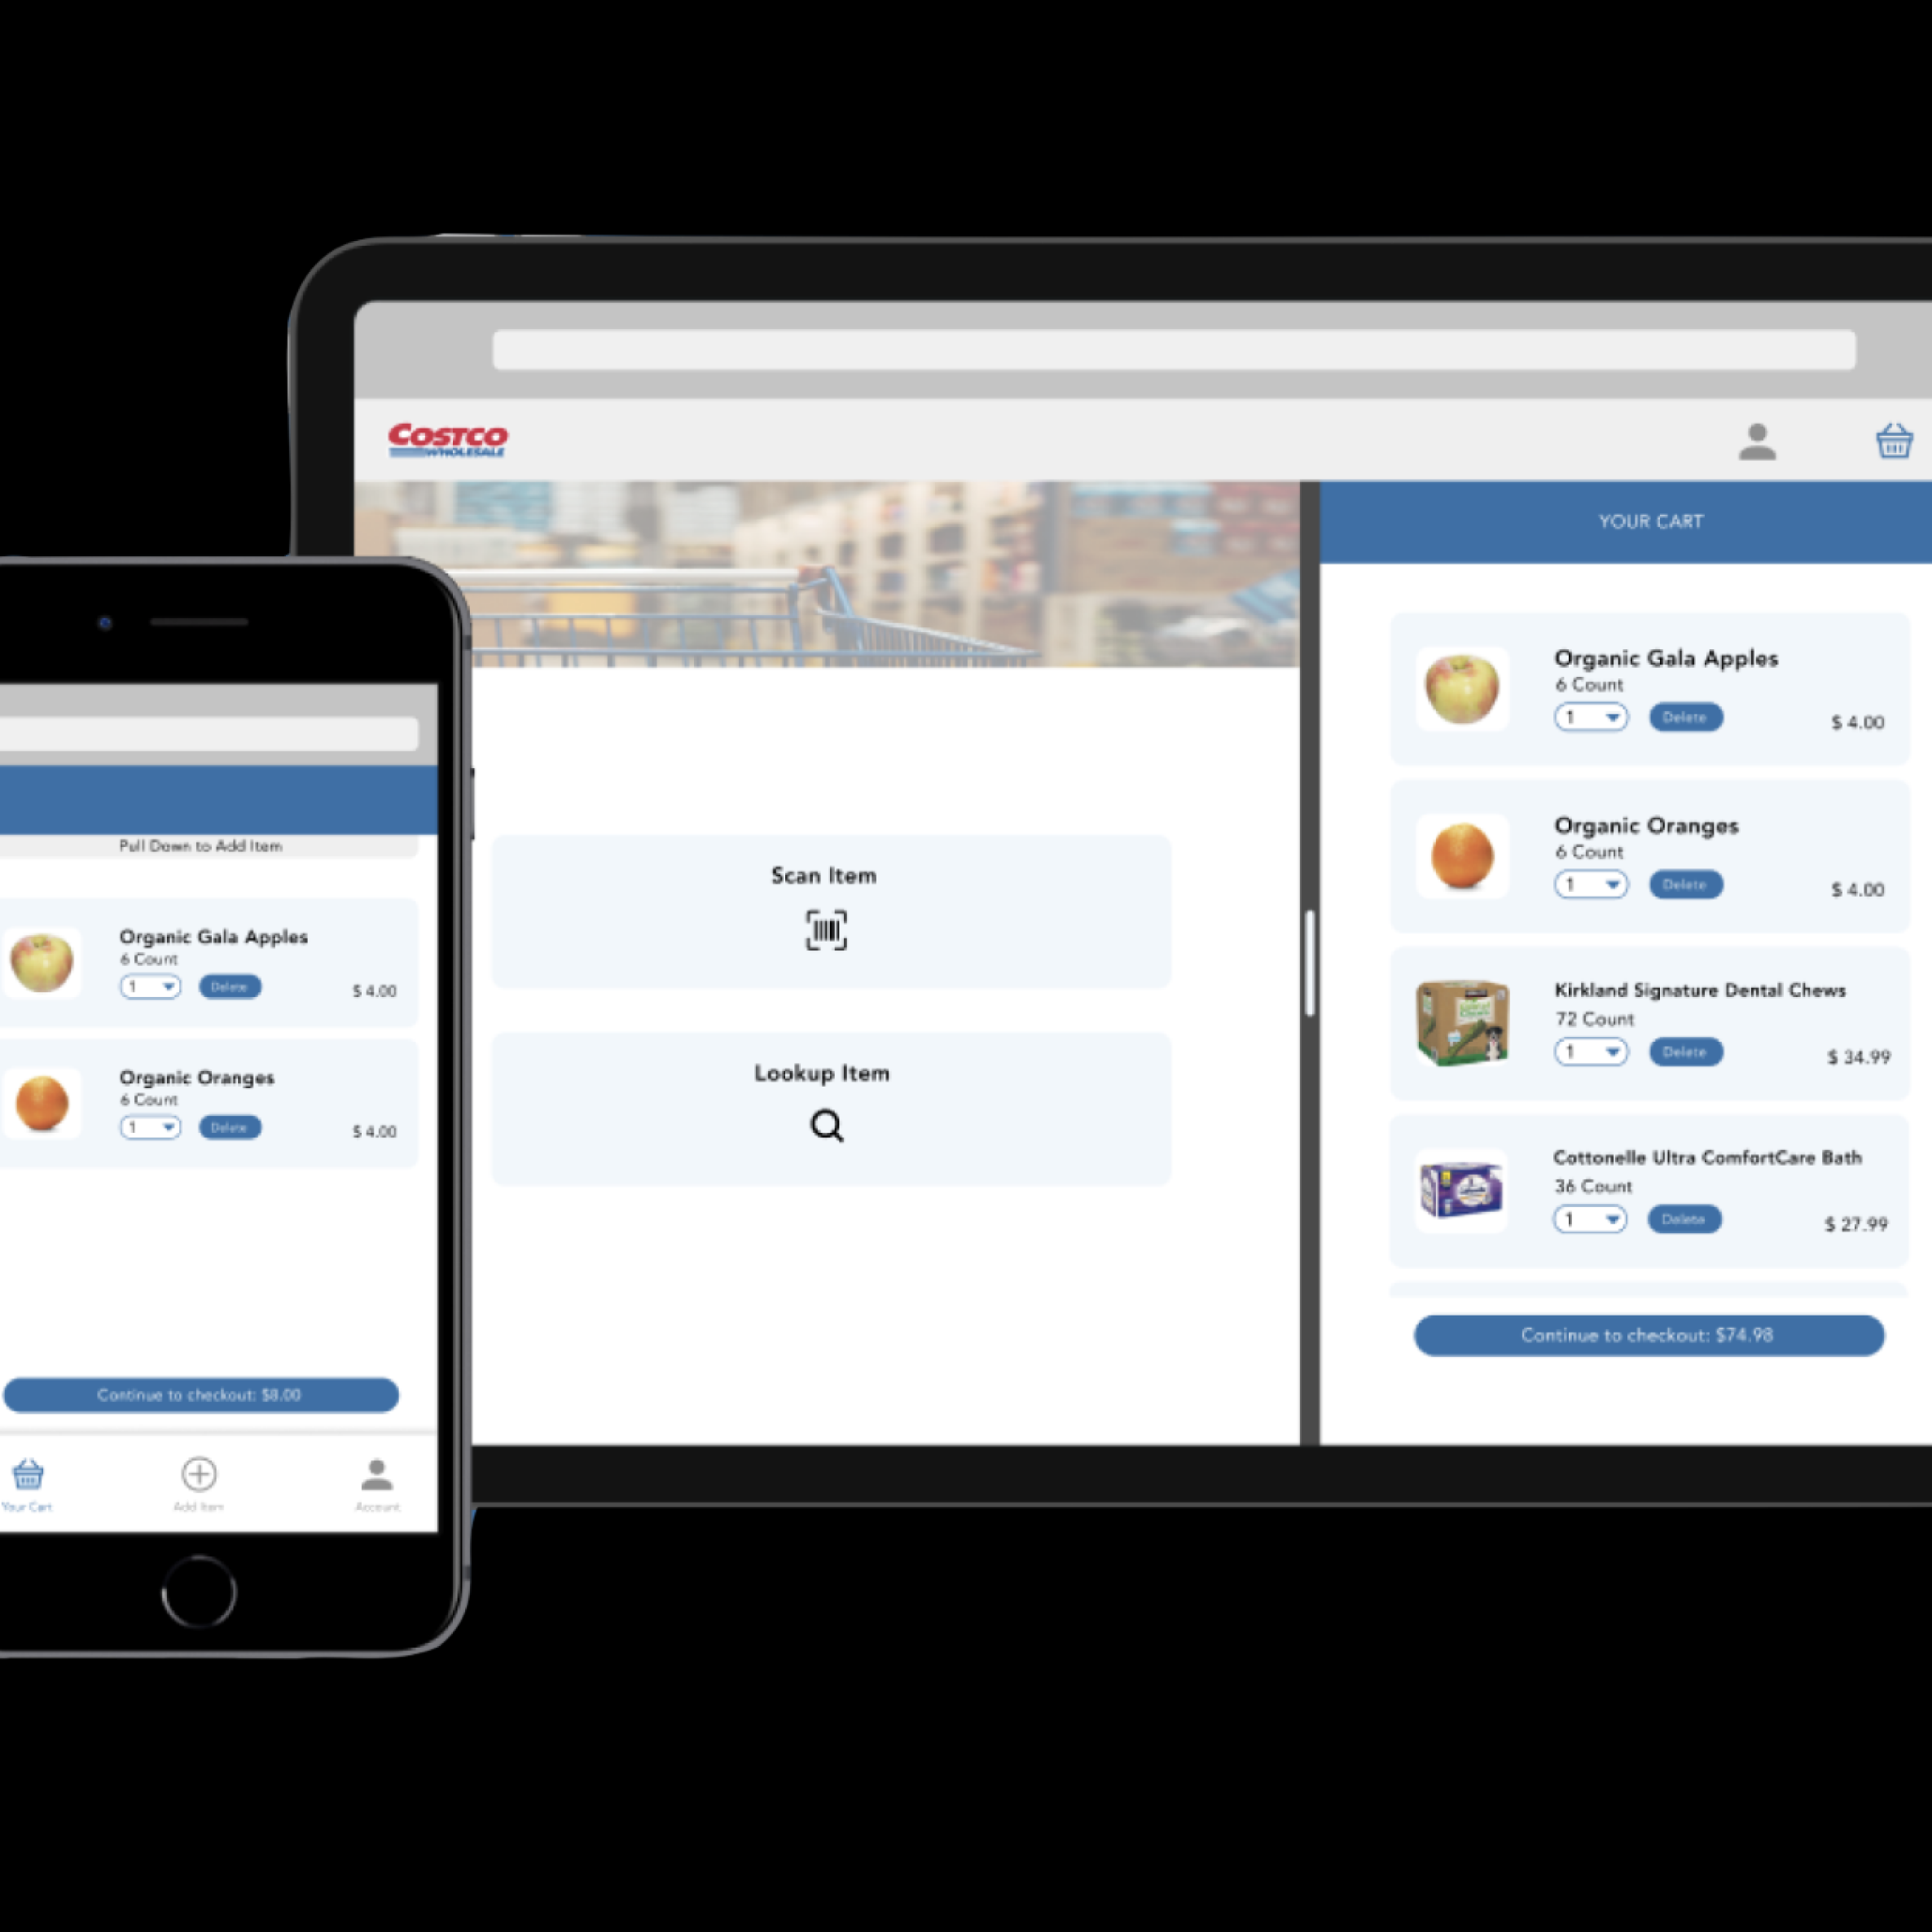 COSTCO
WHOLESALE
YOUR CART
Organic Gala Apples
6 Count
1
Delete
$ 4.00
Organic Oranges
6 Count
1
Delete
$ 4.00
Kirkland Signature Dental Chews
72 Count
1
Delete
$ 34.99
Cottonelle Ultra ComfortCare Bath
36 Count
1
Delete
$ 27.99
Continue to checkout: $74.98
Scan Item
Lookup Item
Pull Down to Add Item
Organic Gala Apples
6 Count
1
Delete
$ 4.00
Organic Oranges
6 Count
1
Delete
$ 4.00
Continue to checkout: $8.00
Your Cart
Add Item
Account